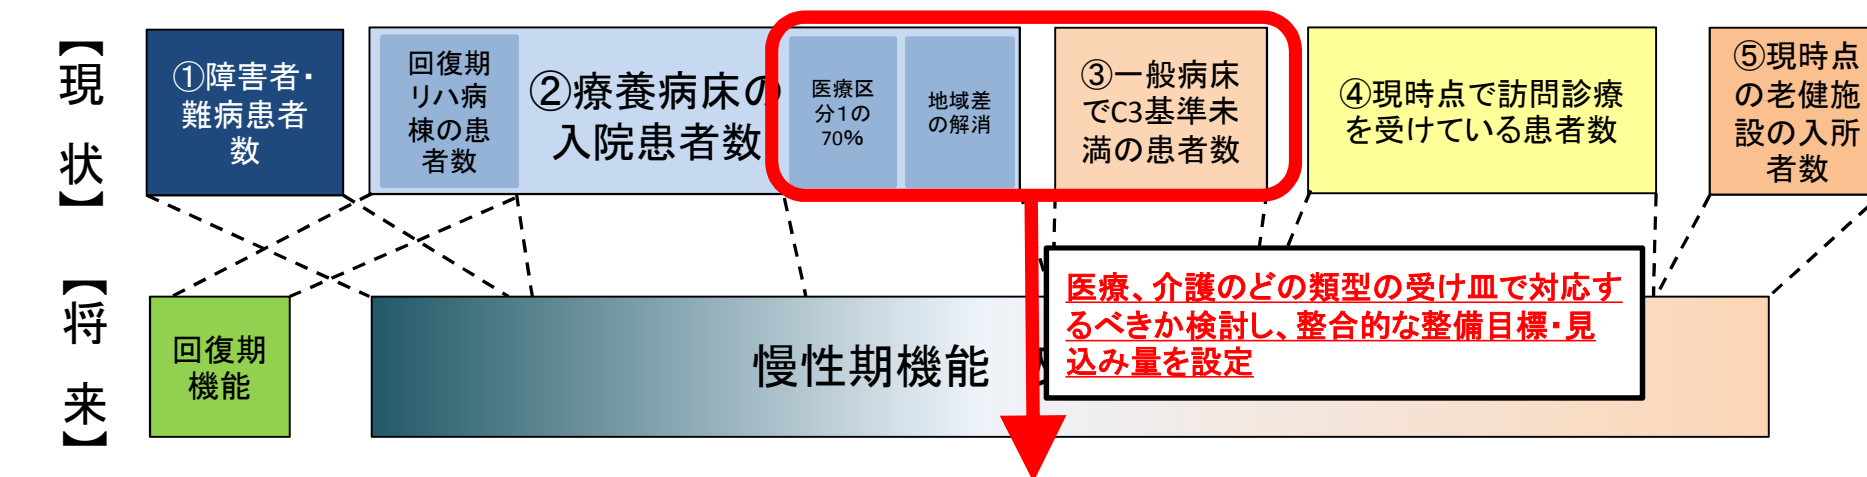 【現状】
①障害者・
難病患者
数
回復期
リハ病
棟の患
者数
②療養病床の
入院患者数
医療区
分1の
70%
地域差
の解消
③一般病床
でC3基準未
満の患者数
④現時点で訪問診療
を受けている患者数
⑤現時点
の老健施
設の入所
者数
【将来】
回復期
機能
慢性期機能
医療、介護のどの類型の受け皿で対応す
るべきか検討し、整合的な整備目標・見
込み量を設定